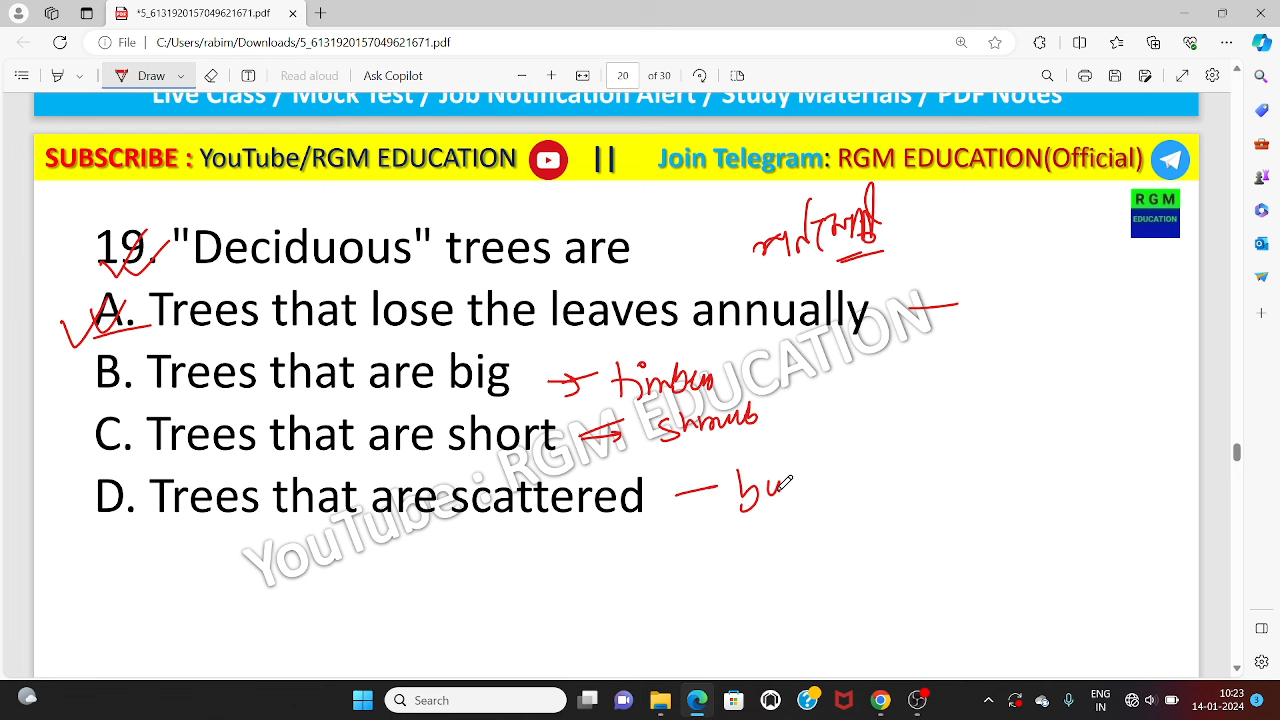 *5_6131920157049621671.pdf
File C:/Users/rabim/Downloads/5_6131920157049621671.pdf
Draw Read aloud Ask Copilot 20 of 30
Live Class / Mock Test / Job Notification Alert / Study Materials / PDF Notes
SUBSCRIBE : YouTube/RGM EDUCATION || Join Telegram: RGM EDUCATION(Official)
RGM
EDUCATION
19. "Deciduous" trees are
A. Trees that lose the leaves annually
B. Trees that are big → timber
C. Trees that are short → shrub
D. Trees that are scattered — bu
YouTube : RGM EDUCATION
Search
ENG
IN
10:23
14-01-2024
3